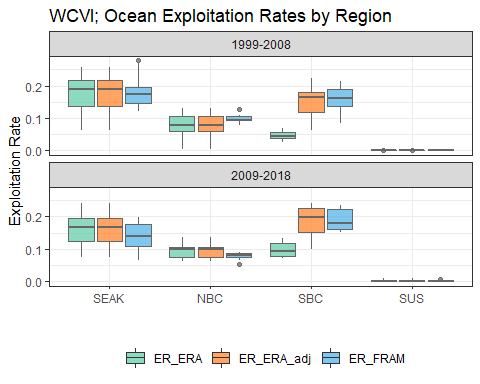 WCVI; Ocean Exploitation Rates by Region
1999-2008
0.2
0.1
0.0
Exploitation Rate
2009-2018
0.2
0.1
0.0
SEAK NBC SBC SUS
ER_ERA ER_ERA_adj ER_FRAM